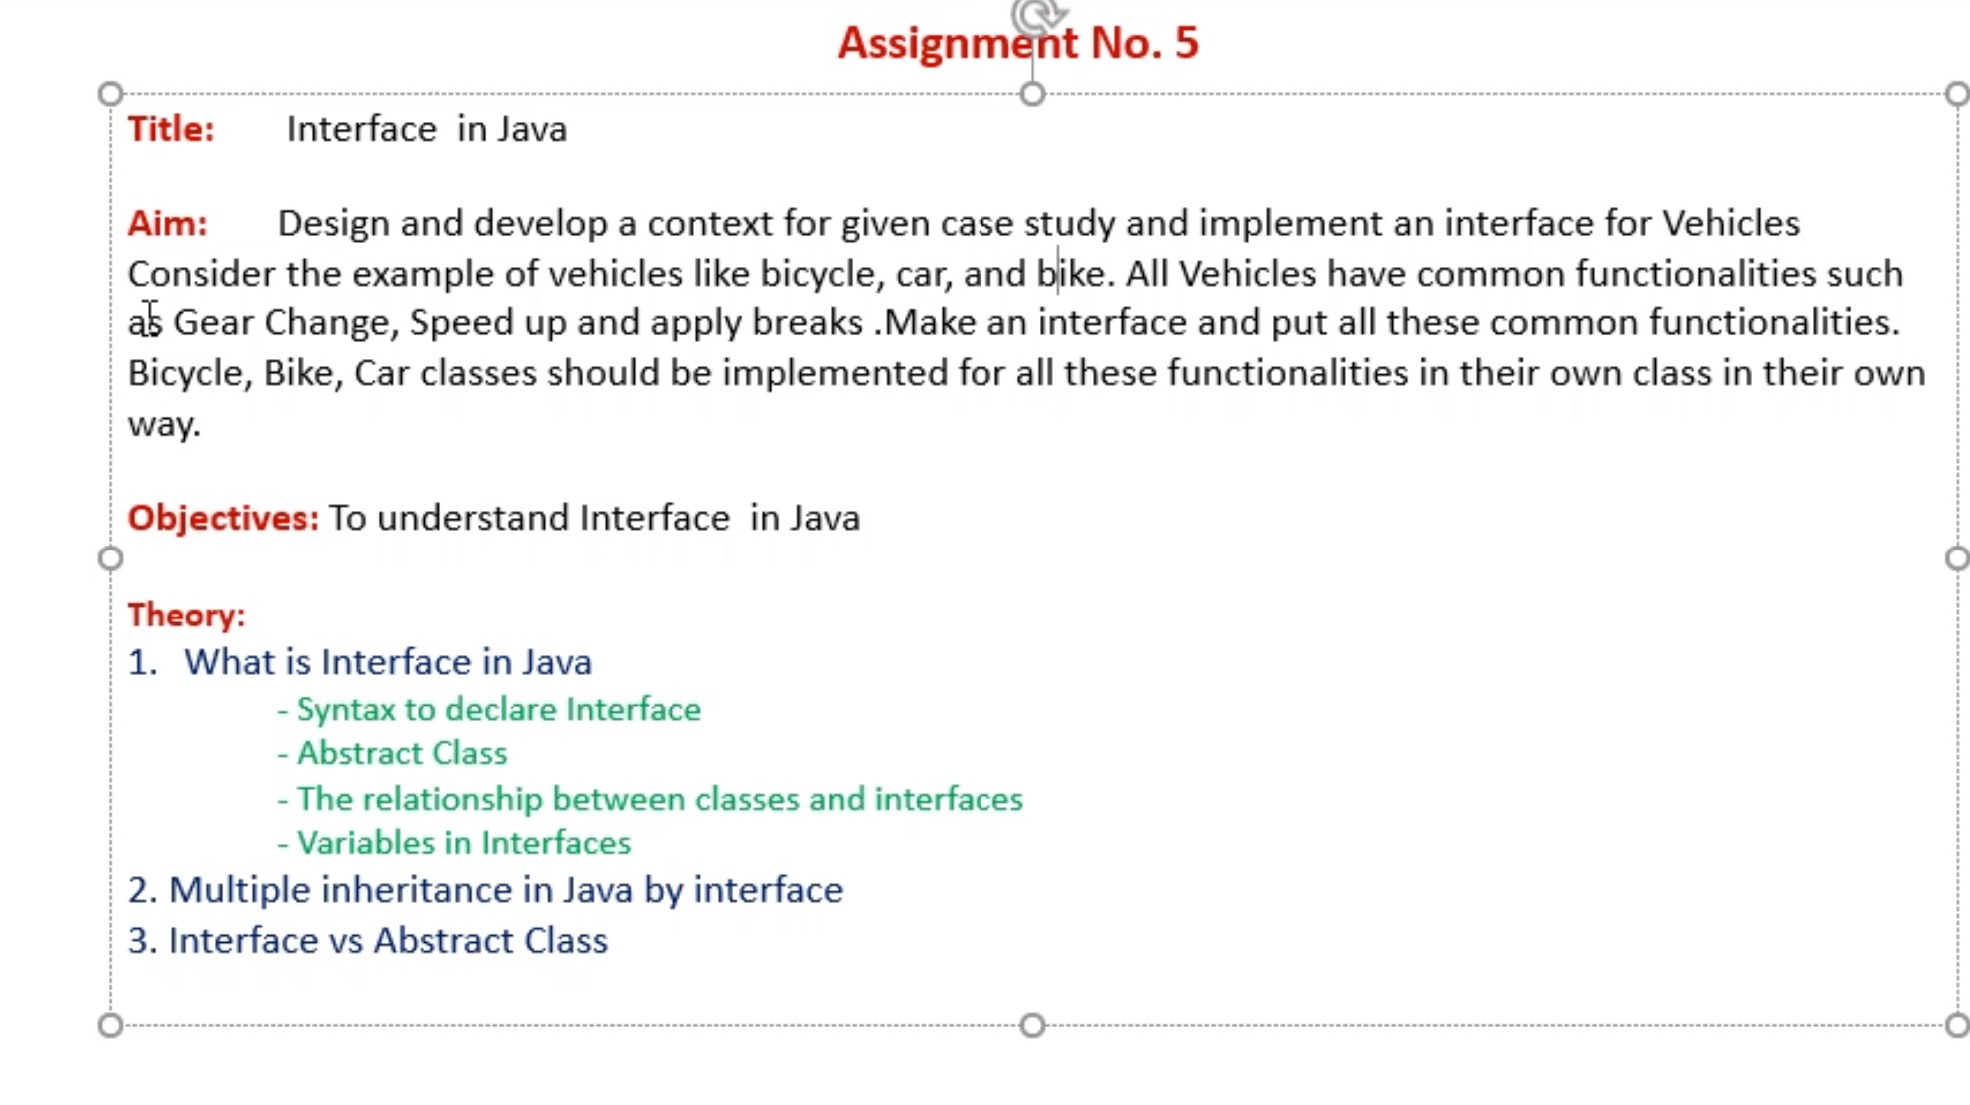 Assignment No. 5
Title: Interface in Java
Aim: Design and develop a context for given case study and implement an interface for Vehicles
Consider the example of vehicles like bicycle, car, and bike. All Vehicles have common functionalities such
as Gear Change, Speed up and apply breaks .Make an interface and put all these common functionalities.
Bicycle, Bike, Car classes should be implemented for all these functionalities in their own class in their own
way.
Objectives: To understand Interface in Java
Theory:
1. What is Interface in Java
- Syntax to declare Interface
- Abstract Class
- The relationship between classes and interfaces
- Variables in Interfaces
2. Multiple inheritance in Java by interface
3. Interface vs Abstract Class